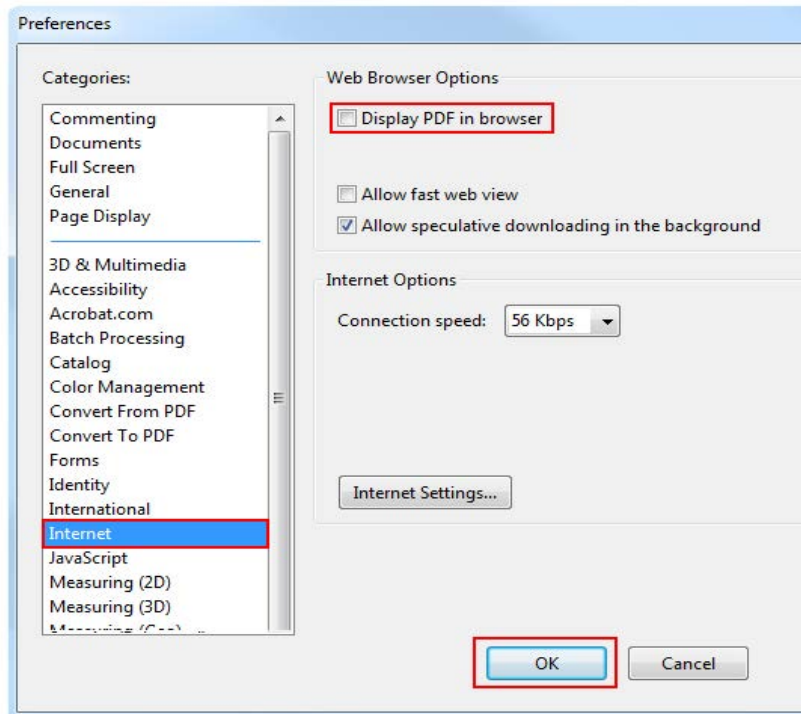 Preferences
Categories:
Commenting
Documents
Full Screen
General
Page Display
3D & Multimedia
Accessibility
Acrobat.com
Batch Processing
Catalog
Color Management
Convert From PDF
Convert To PDF
Forms
Identity
International
Internet
JavaScript
Measuring (2D)
Measuring (3D)
Web Browser Options
Display PDF in browser
Allow fast web view
Allow speculative downloading in the background
Internet Options
Connection speed: 56 Kbps
Internet Settings...
OK Cancel